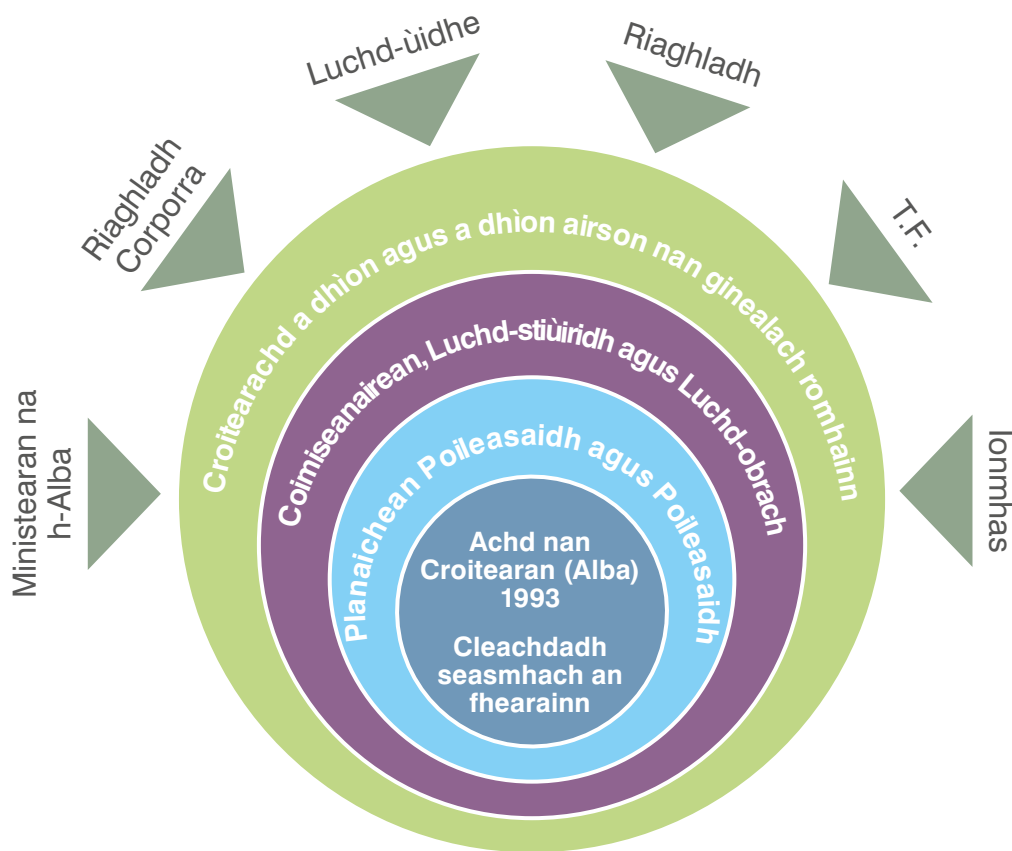 Ministearan na
h-Alba
Riaghladh
Corporra
Luchd-ùidhe
Riaghladh
T.F.
Ionmhas
Croitearachd a dhìon agus a dhìon airson nan ginealach romhainn
Coimiseanairean, Luchd-stiùiridh agus Luchd-obrach
Planaichean Poileasaidh agus Poileasaidh
Achd nan
Croitearan (Alba)
1993
Cleachdadh
seasmhach an
fhearainn